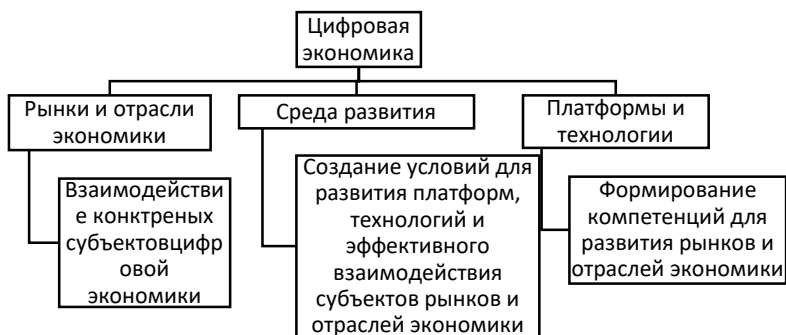 Цифровая
экономика
Рынки и отрасли
экономики
Среда развития
Платформы и
технологии
Взаимодействи
е конктреных
субъектовцифр
овой
экономики
Создание условий для
развития платформ,
технологий и
эффективного
взаимодействия
субъектов рынков и
отраслей экономики
Формирование
компетенций для
развития рынков и
отраслей экономики